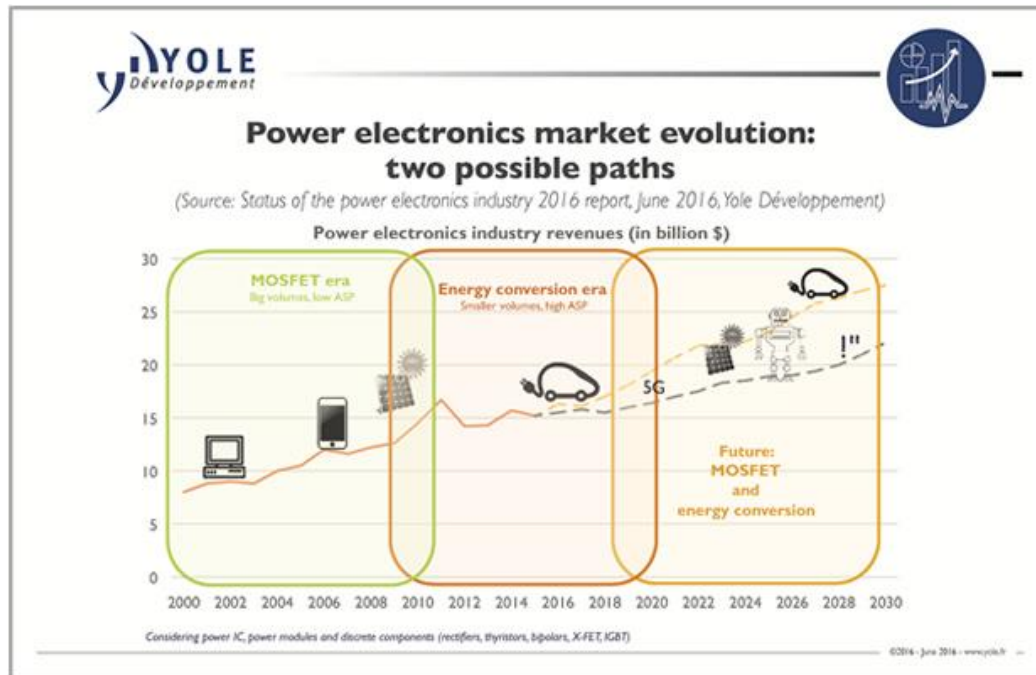 YOLE
Développement
Power electronics market evolution:
two possible paths
(Source: Status of the power electronics industry 2016 report, June 2016, Yole Développement)
Power electronics industry revenues (in billion $)
30
25
20
15
10
5
0
MOSFET era
Big volumes, low ASP
Energy conversion era
Smaller volumes, high ASP
5G
!"
Future:
MOSFET
and
energy conversion
2000 2002 2004 2006 2008 2010 2012 2014 2016 2018 2020 2022 2024 2026 2028 2030
Considering power IC, power modules and discrete components (rectifiers, thyristors, bipolars, X-FET, IGBT)
©2016 - June 2016 - www.yole.fr